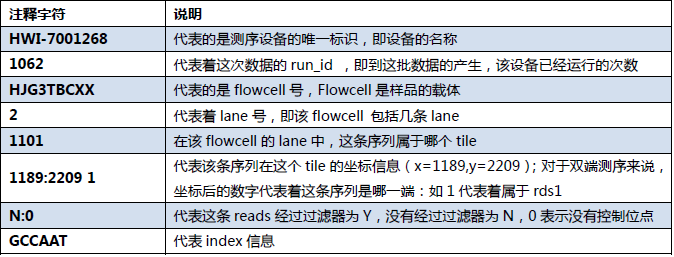 注释字符 说明
HWI-7001268 代表的是测序设备的唯一标识，即设备的名称
1062 代表着这次数据的 run_id ，即到这批数据的产生，该设备已经运行的次数
HJG3TBCXX 代表的是 flowcell 号，Flowcell 是样品的载体
2 代表着 lane 号，即该 flowcell 包括几条 lane
1101 在该 flowcell 的 lane 中，这条序列属于哪个 tile
1189:2209 1 代表该条序列在这个 tile 的坐标信息（x=1189,y=2209）；对于双端测序来说，
坐标后的数字代表着这条序列是哪一端：如 1 代表着属于 rds1
N:0 代表这条 reads 经过过滤器为 Y，没有经过过滤器为 N，0 表示没有控制位点
GCCAAT 代表 index 信息